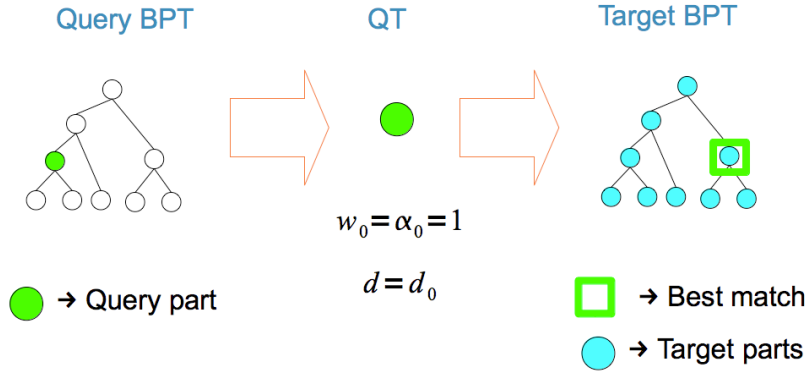 Query BPT
QT
Target BPT
w₀=α₀=1
d=d₀
→ Query part
→ Best match
→ Target parts